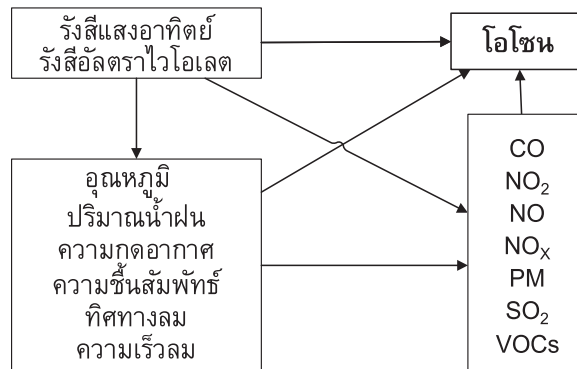 รังสีแสงอาทิตย์
รังสีอัลตราไวโอเลต
โอโซน
อุณหภูมิ
ปริมาณน้ำฝน
ความกดอากาศ
ความชื้นสัมพัทธ์
ทิศทางลม
ความเร็วลม
CO
NO₂
NO
NOₓ
PM
SO₂
VOCs